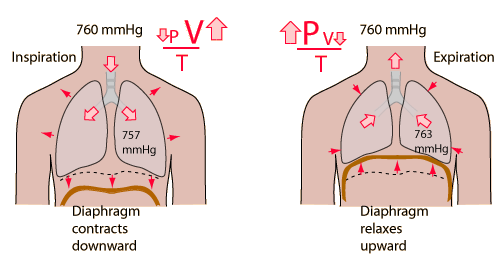 760 mmHg
P V
T
Inspiration
757
mmHg
Diaphragm
contracts
downward
P V
T
760 mmHg
Expiration
763
mmHg
Diaphragm
relaxes
upward